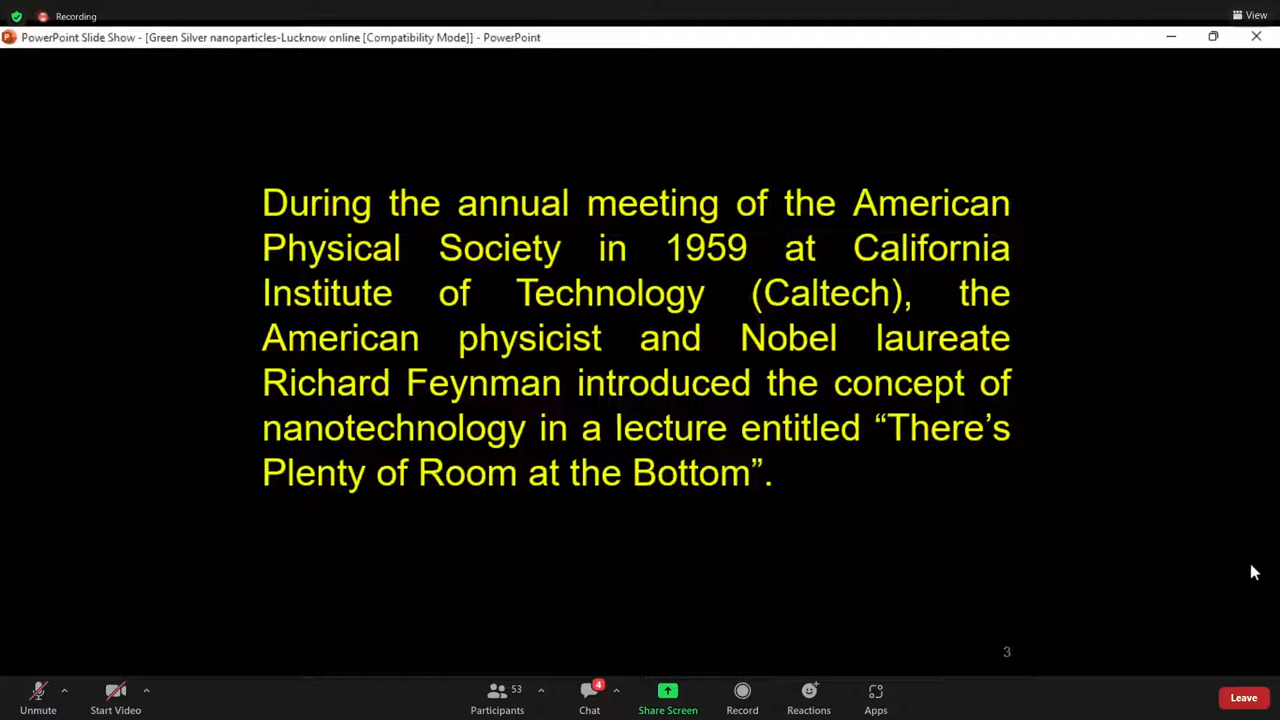 Recording
View
PowerPoint Slide Show - [Green Silver nanoparticles-Lucknow online [Compatibility Mode]] - PowerPoint
During the annual meeting of the American
Physical Society in 1959 at California
Institute of Technology (Caltech), the
American physicist and Nobel laureate
Richard Feynman introduced the concept of
nanotechnology in a lecture entitled “There’s
Plenty of Room at the Bottom”.
3
53
4
Unmute
Start Video
Participants
Chat
Share Screen
Record
Reactions
Apps
Leave